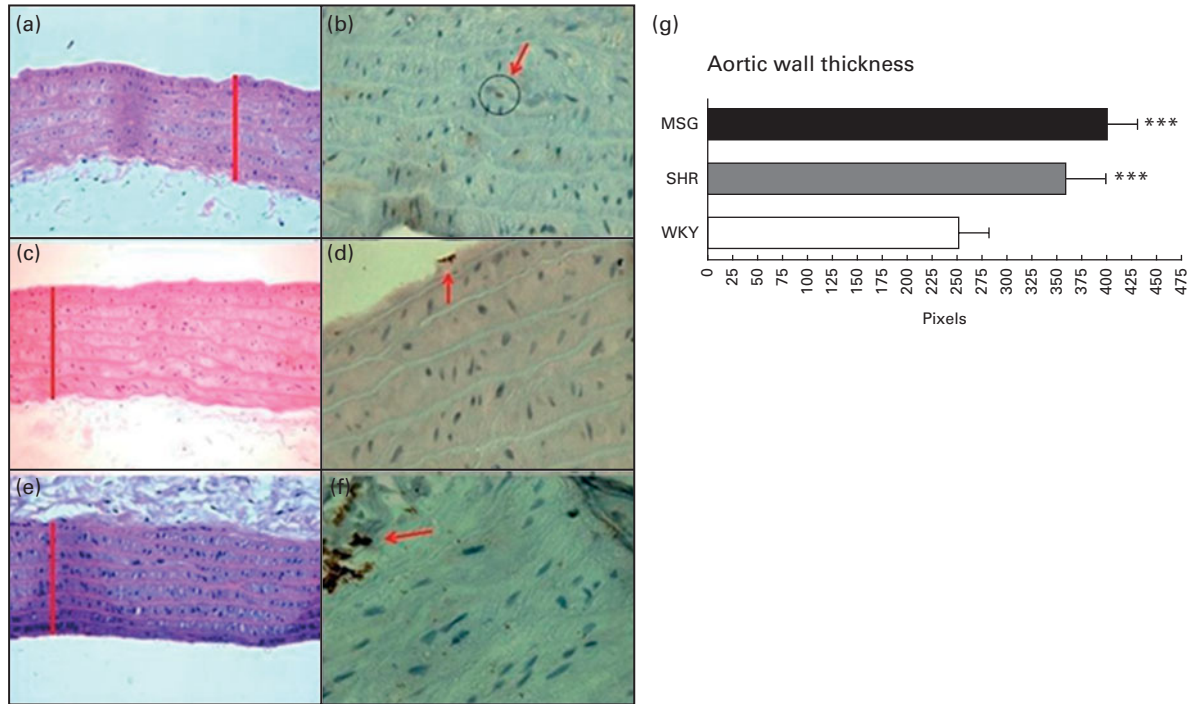 (a)
(b)
(c)
(d)
(e)
(f)
(g)
Aortic wall thickness
MSG
***
SHR
***
WKY
0 25 50 75 100 125 150 175 200 225 250 275 300 325 350 375 400 425 450 475
Pixels